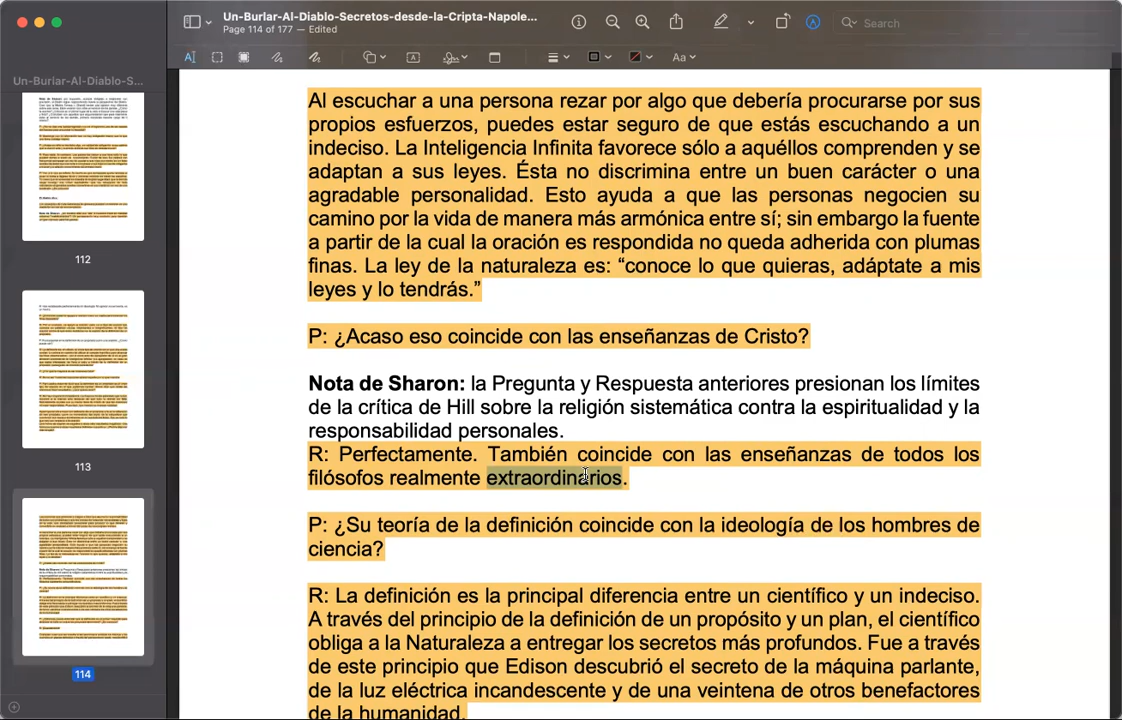 Un-Burlar-Al-Diablo-Secretos-desde-la-Cripta-Napole...
Page 114 of 177 — Edited
Search
Aa
Un-Burlar-Al-Diablo-S...
112
113
114
Al escuchar a una persona rezar por algo que debería procurarse por sus
propios esfuerzos, puedes estar seguro de que estás escuchando a un
indeciso. La Inteligencia Infinita favorece sólo a aquéllos comprenden y se
adaptan a sus leyes. Ésta no discrimina entre un buen carácter o una
agradable personalidad. Esto ayuda a que las personas negocien su
camino por la vida de manera más armónica entre sí; sin embargo la fuente
a partir de la cual la oración es respondida no queda adherida con plumas
finas. La ley de la naturaleza es: “conoce lo que quieras, adáptate a mis
leyes y lo tendrás.”
P: ¿Acaso eso coincide con las enseñanzas de Cristo?
Nota de Sharon: la Pregunta y Respuesta anteriores presionan los límites
de la crítica de Hill sobre la religión sistemática contra la espiritualidad y la
responsabilidad personales.
R: Perfectamente. También coincide con las enseñanzas de todos los
filósofos realmente extraordinarios.
P: ¿Su teoría de la definición coincide con la ideología de los hombres de
ciencia?
R: La definición es la principal diferencia entre un científico y un indeciso.
A través del principio de la definición de un propósito y un plan, el científico
obliga a la Naturaleza a entregar los secretos más profundos. Fue a través
de este principio que Edison descubrió el secreto de la máquina parlante,
de la luz eléctrica incandescente y de una veintena de otros benefactores
de la humanidad.